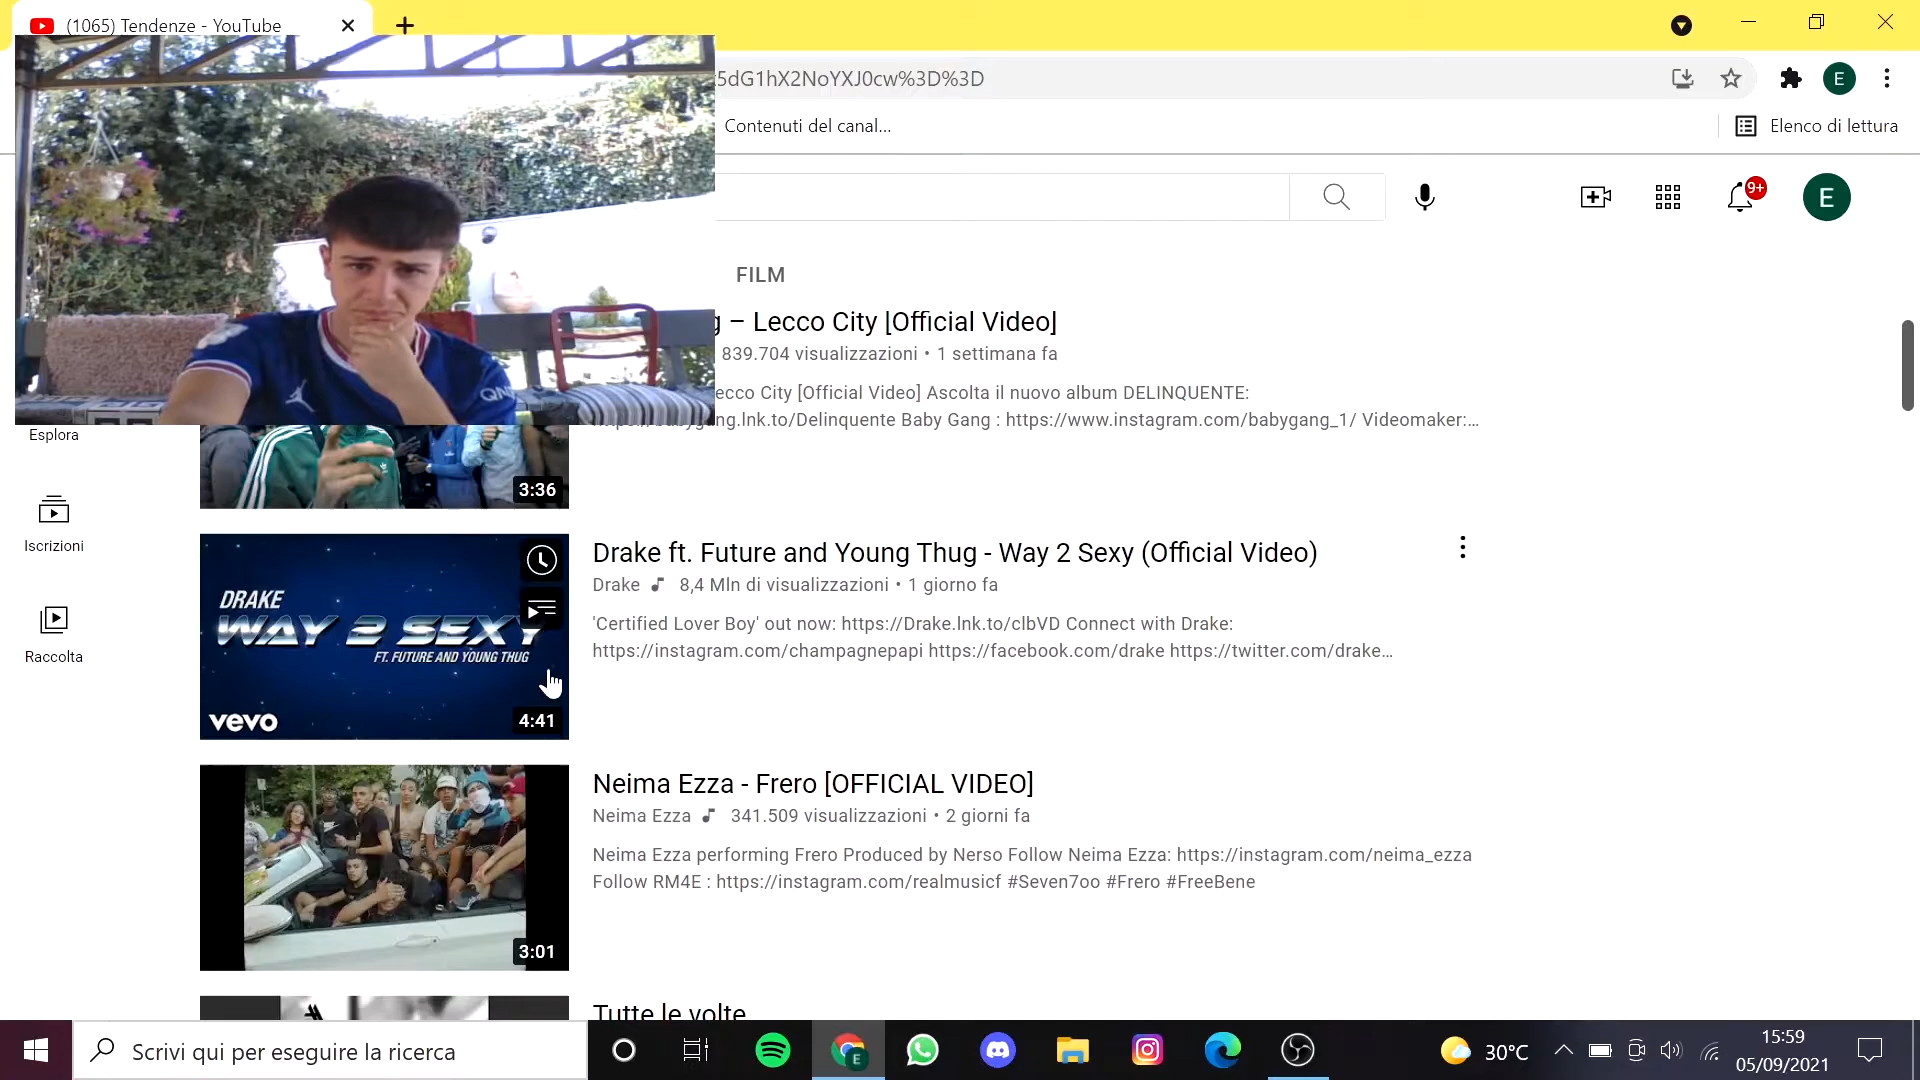 (1065) Tendenze - YouTube
5dG1hX2NoYXJ0cw%3D%3D
E
Contenuti del canal...
Elenco di lettura
9+
E
FILM
– Lecco City [Official Video]
839.704 visualizzazioni • 1 settimana fa
ecco City [Official Video] Ascolta il nuovo album DELINQUENTE:
ng.lnk.to/Delinquente Baby Gang : https://www.instagram.com/babygang_1/ Videomaker:...
QN
Esplora
3:36
Iscrizioni
Raccolta
DRAKE
WAY 2 SEXY
FT. FUTURE AND YOUNG THUG
vevo
4:41
Drake ft. Future and Young Thug - Way 2 Sexy (Official Video)
Drake 8,4 Mln di visualizzazioni • 1 giorno fa
'Certified Lover Boy' out now: https://Drake.lnk.to/clbVD Connect with Drake:
https://instagram.com/champagnepapi https://facebook.com/drake https://twitter.com/drake...
3:01
Neima Ezza - Frero [OFFICIAL VIDEO]
Neima Ezza 341.509 visualizzazioni • 2 giorni fa
Neima Ezza performing Frero Produced by Nerso Follow Neima Ezza: https://instagram.com/neima_ezza
Follow RM4E : https://instagram.com/realmusicf #Seven7oo #Frero #FreeBene
Tutte le volte
Scrivi qui per eseguire la ricerca
E
30°C
15:59
05/09/2021